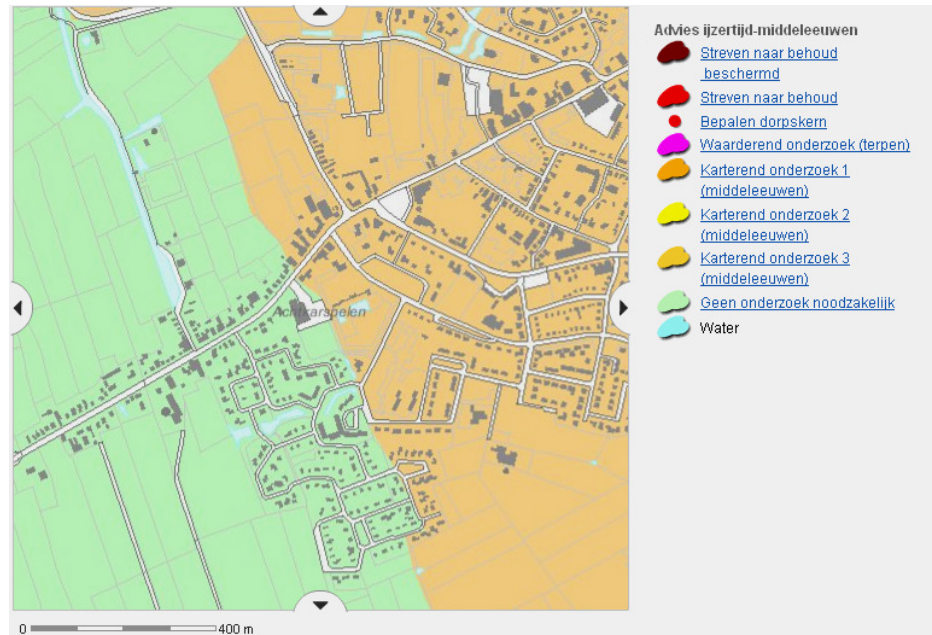 Advies ijzertijd-middeleeuwen
Streven naar behoud
beschermd
Streven naar behoud
Bepalen dorpskern
Waarderend onderzoek (terpen)
Karterend onderzoek 1
(middeleeuwen)
Karterend onderzoek 2
(middeleeuwen)
Karterend onderzoek 3
(middeleeuwen)
Geen onderzoek noodzakelijk
Water
Achtkarspelen
0 400 m